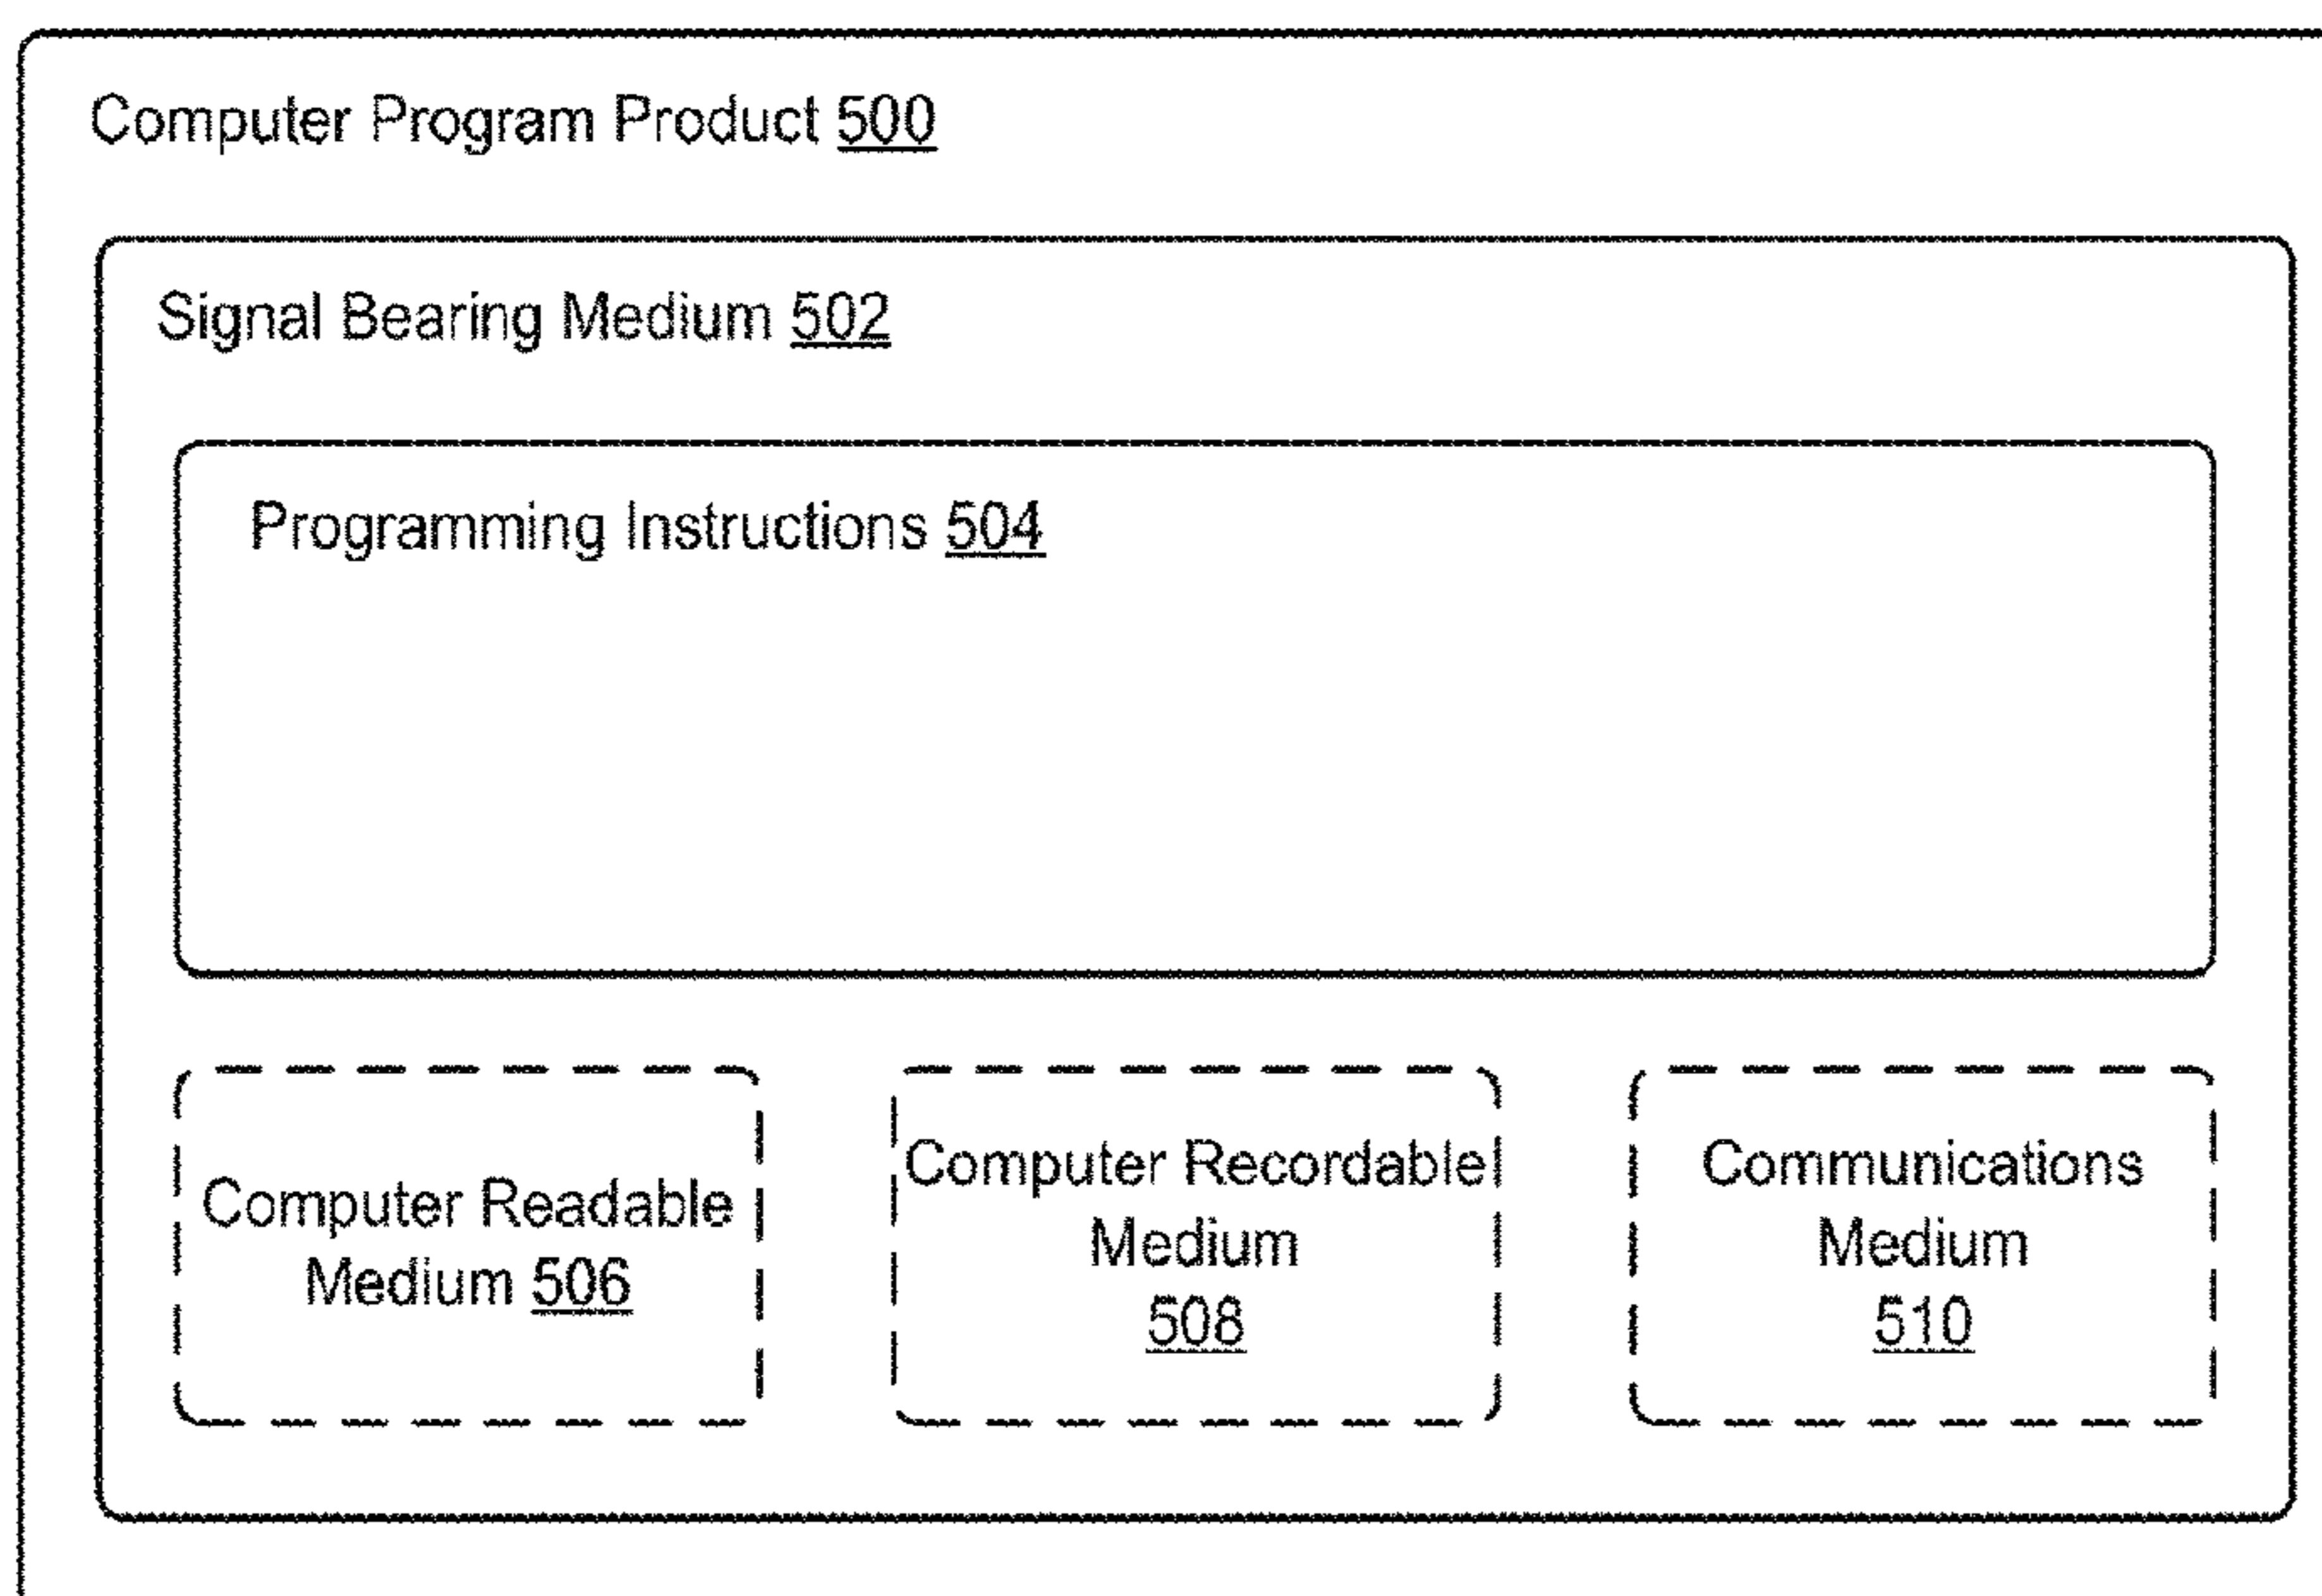 Computer Program Product 500
Signal Bearing Medium 502
Programming Instructions 504
Computer Readable
Medium 506
Computer Recordable
Medium
508
Communications
Medium
510